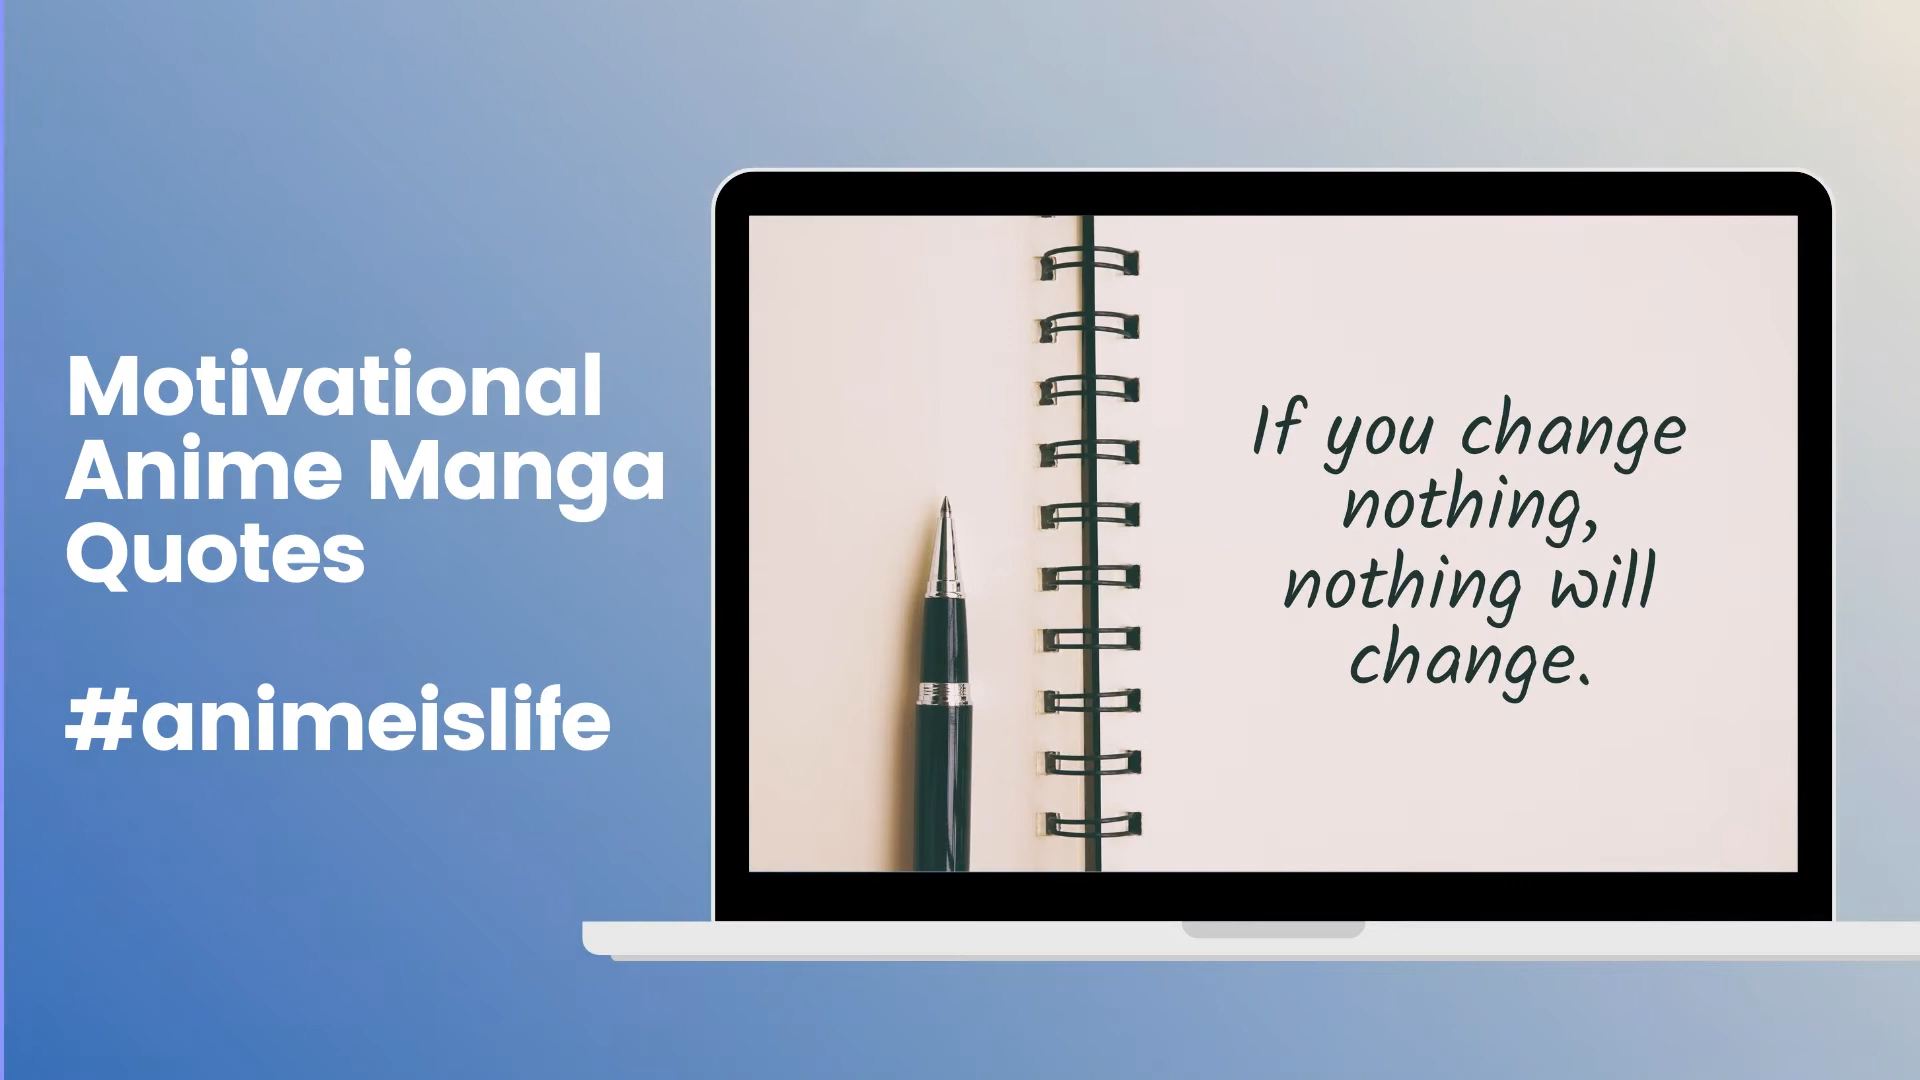 Motivational
Anime Manga
Quotes
#animeislife
If you change
nothing,
nothing will
change.